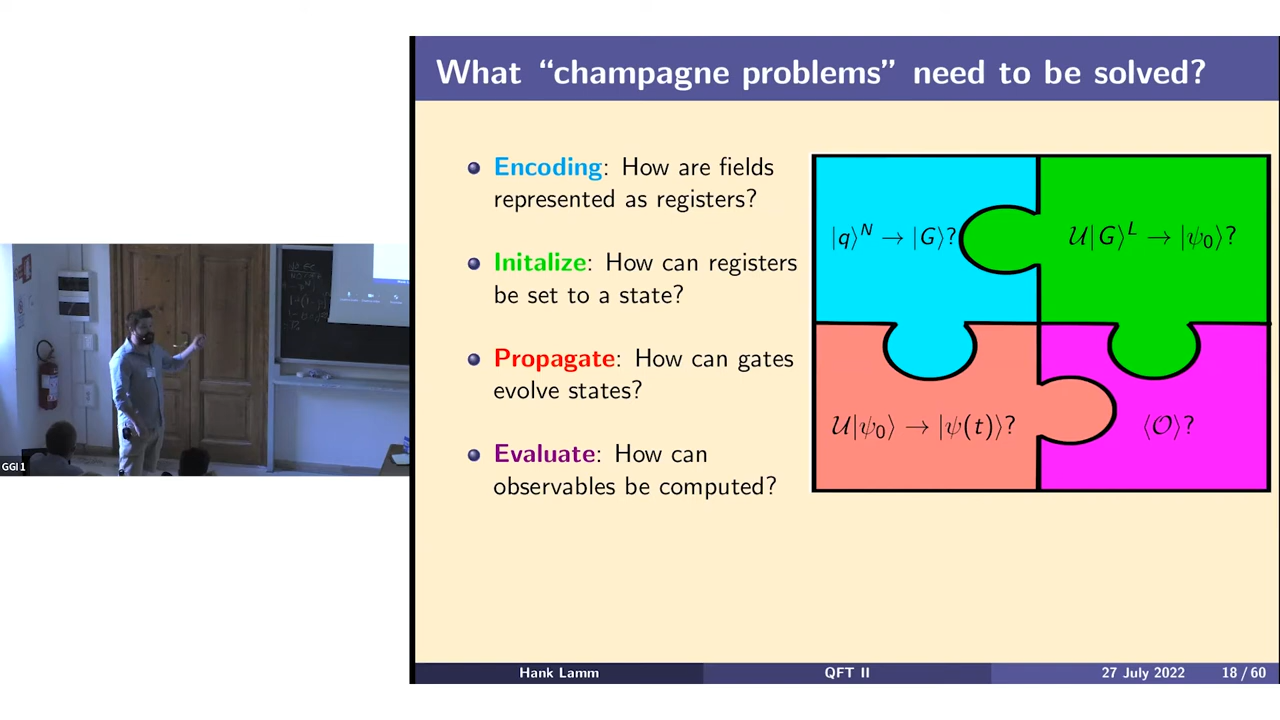 What “champagne problems” need to be solved?
Encoding: How are fields
represented as registers?
Initalize: How can registers
be set to a state?
Propagate: How can gates
evolve states?
Evaluate: How can
observables be computed?
|q⟩^N → |G⟩?
𝒰|G⟩^L → |ψ₀⟩?
𝒰|ψ₀⟩ → |ψ(t)⟩?
⟨𝒪⟩?
GGI1
Hank Lamm
QFT II
27 July 2022
18 / 60